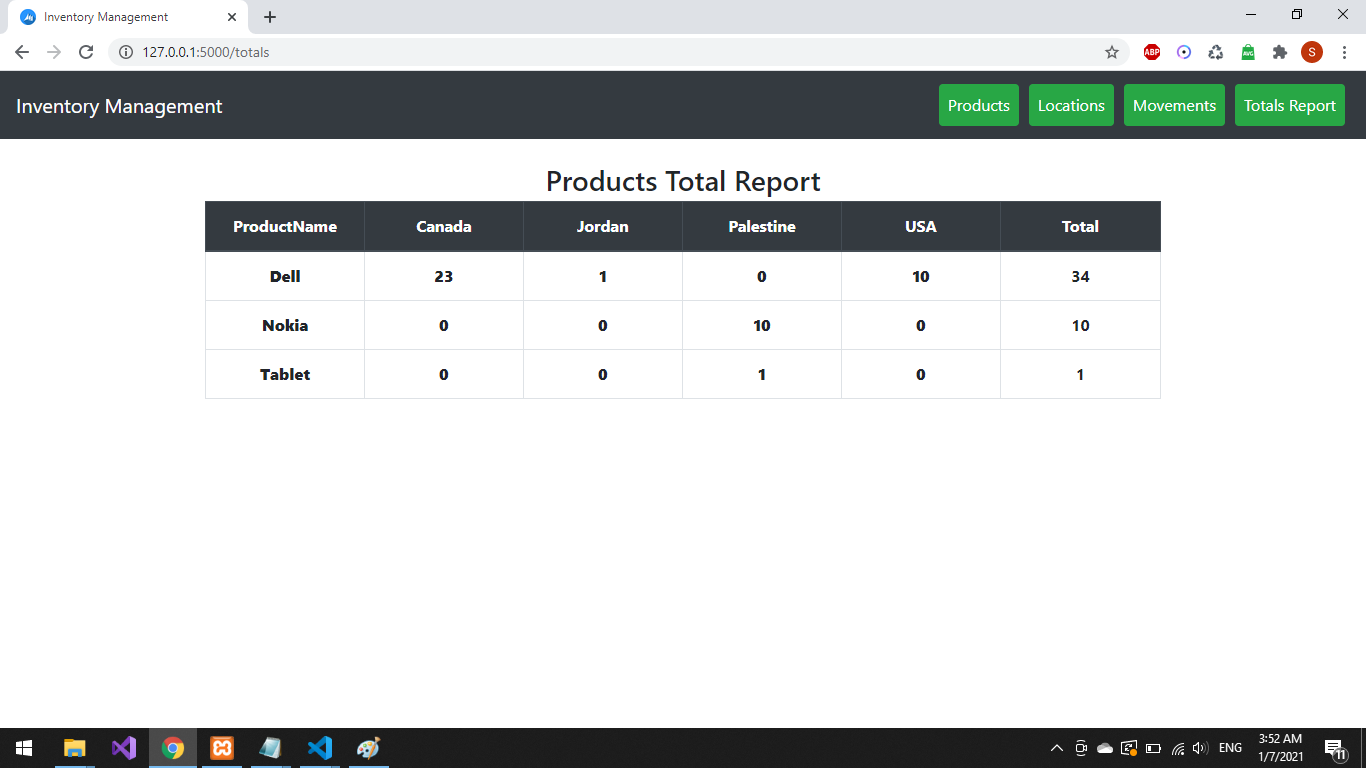 Inventory Management
127.0.0.1:5000/totals
ABP
AVG
S
Inventory Management
Products
Locations
Movements
Totals Report
Products Total Report
ProductName Canada Jordan Palestine USA Total
Dell 23 1 0 10 34
Nokia 0 0 10 0 10
Tablet 0 0 1 0 1
ENG
3:52 AM
1/7/2021
11